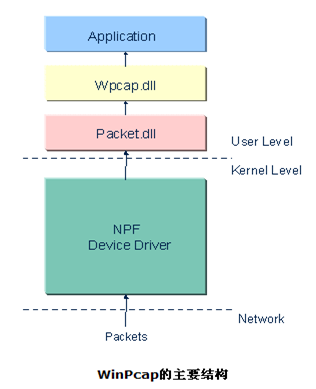 Application
Wpcap.dll
Packet.dll
User Level
Kernel Level
NPF
Device Driver
Network
Packets
WinPcap的主要结构